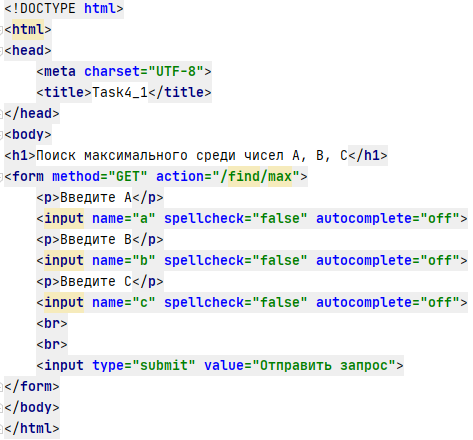 <!DOCTYPE html>
<html>
<head>
    <meta charset="UTF-8">
    <title>Task4_1</title>
</head>
<body>
<h1>Поиск максимального среди чисел A, B, C</h1>
<form method="GET" action="/find/max">
    <p>Введите A</p>
    <input name="a" spellcheck="false" autocomplete="off">
    <p>Введите B</p>
    <input name="b" spellcheck="false" autocomplete="off">
    <p>Введите C</p>
    <input name="c" spellcheck="false" autocomplete="off">
    <br>
    <br>
    <input type="submit" value="Отправить запрос">
</form>
</body>
</html>